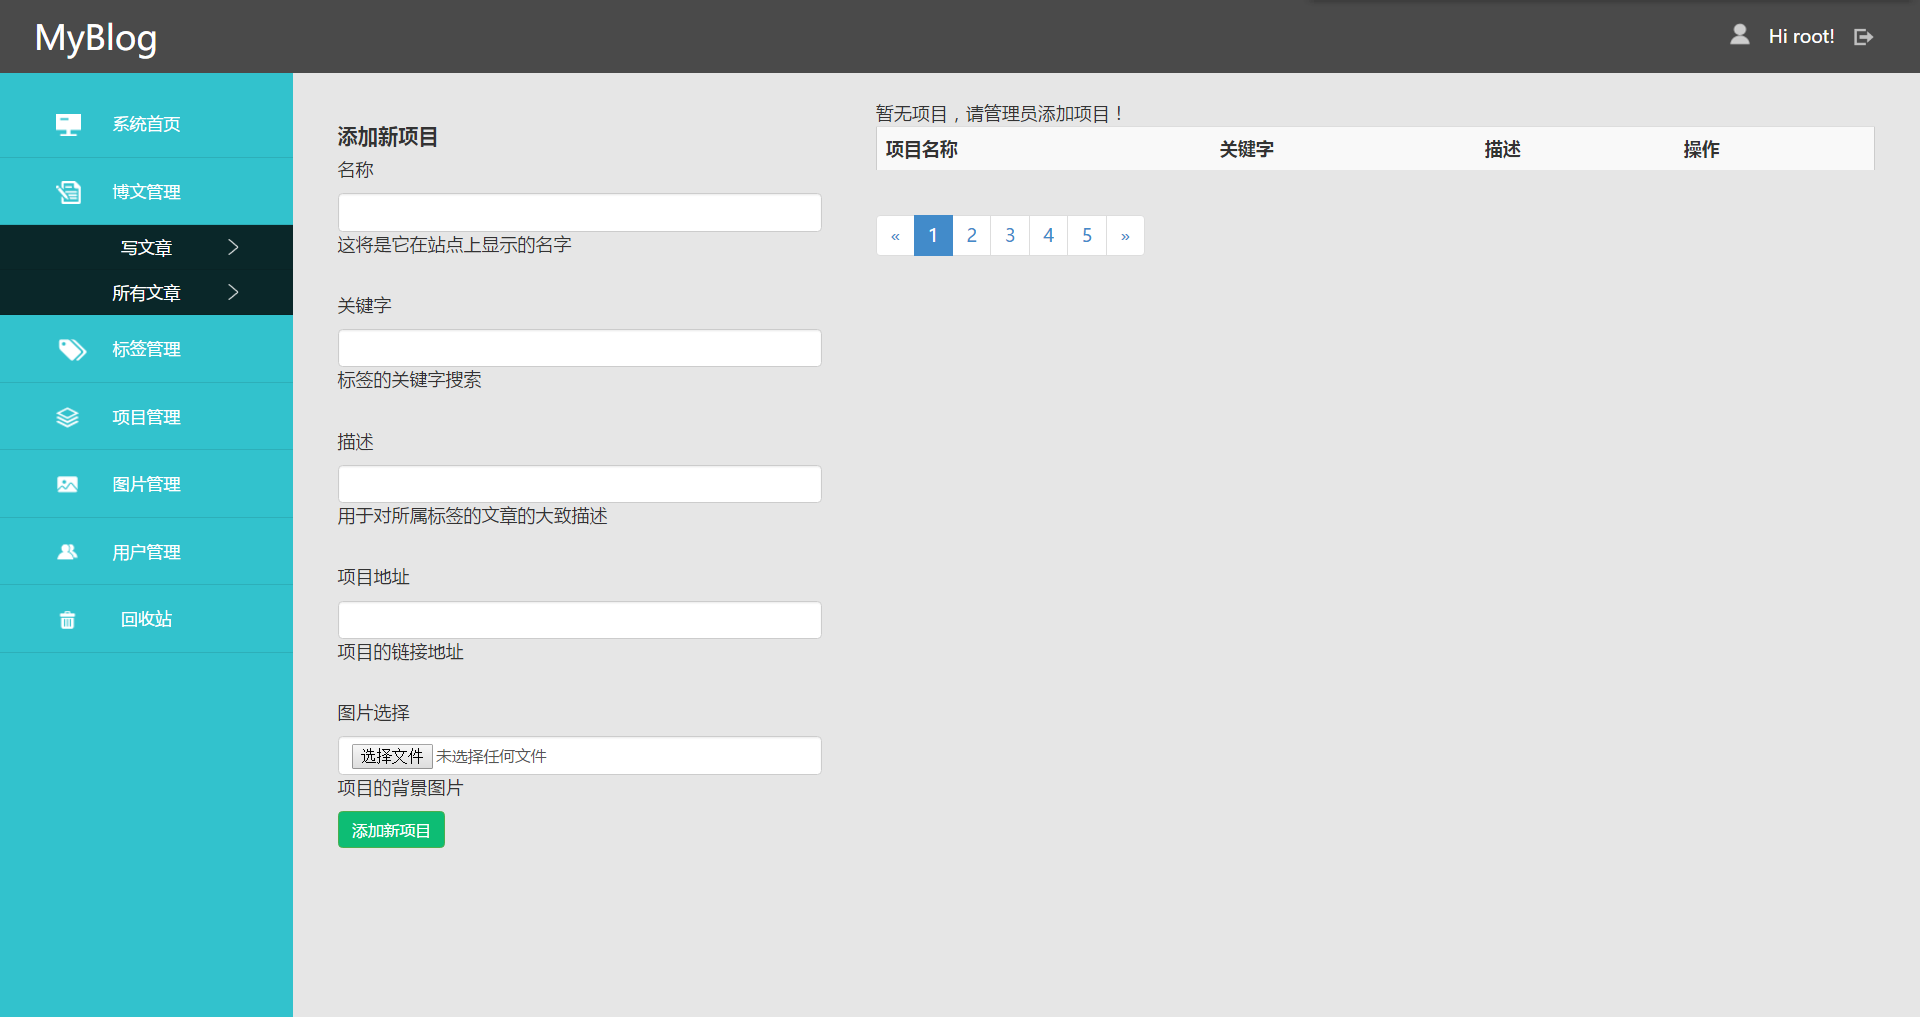 MyBlog
Hi root!
系统首页
博文管理
写文章
所有文章
标签管理
项目管理
图片管理
用户管理
回收站
添加新项目
名称
这将是它在站点上显示的名字
关键字
标签的关键字搜索
描述
用于对所属标签的文章的大致描述
项目地址
项目的链接地址
图片选择
选择文件 未选择任何文件
项目的背景图片
添加新项目
暂无项目，请管理员添加项目！
项目名称 关键字 描述 操作
« 1 2 3 4 5 »